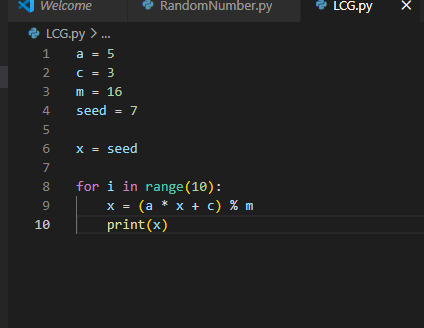 Welcome RandomNumber.py LCG.py ×
LCG.py > ...
1 a = 5
2 c = 3
3 m = 16
4 seed = 7
5
6 x = seed
7
8 for i in range(10):
9     x = (a * x + c) % m
10     print(x)